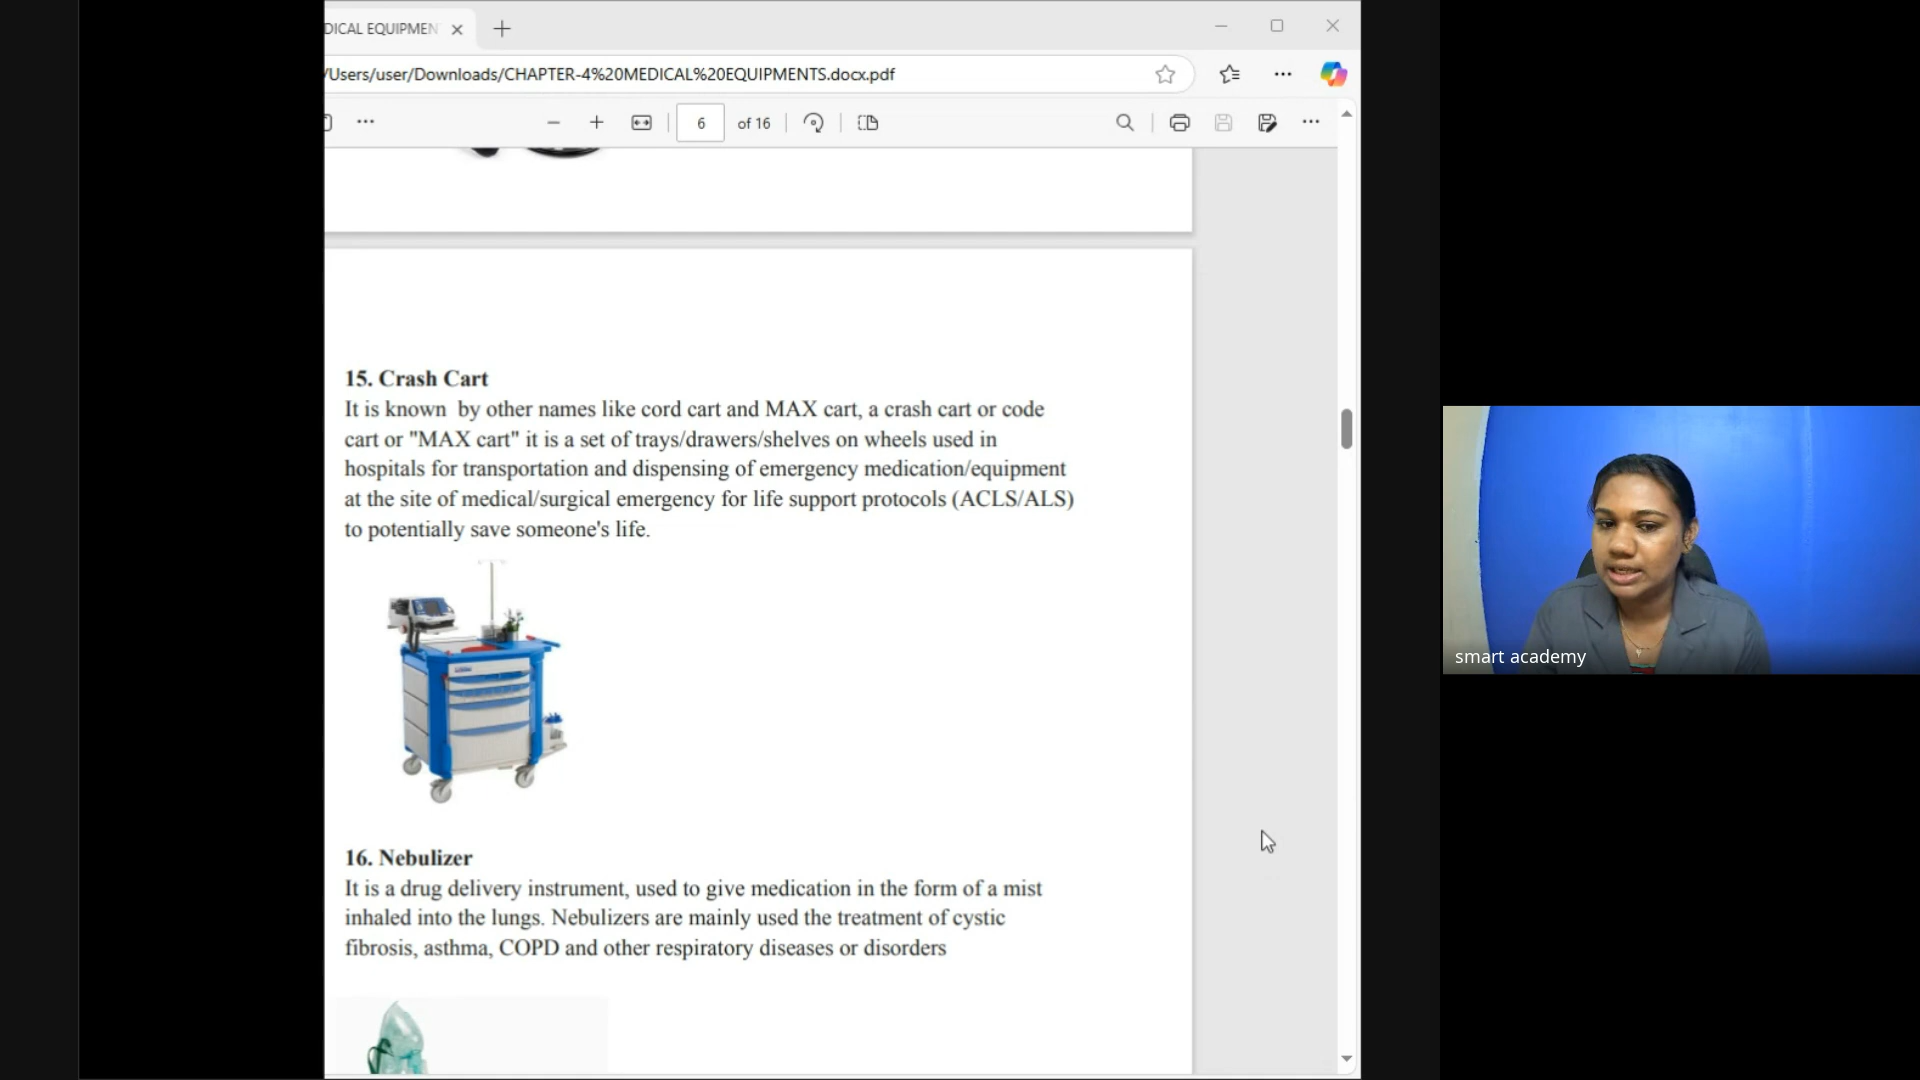 DICAL EQUIPMEN
/Users/user/Downloads/CHAPTER-4%20MEDICAL%20EQUIPMENTS.docx.pdf
6 of 16
15. Crash Cart
It is known by other names like cord cart and MAX cart, a crash cart or code
cart or "MAX cart" it is a set of trays/drawers/shelves on wheels used in
hospitals for transportation and dispensing of emergency medication/equipment
at the site of medical/surgical emergency for life support protocols (ACLS/ALS)
to potentially save someone's life.
16. Nebulizer
It is a drug delivery instrument, used to give medication in the form of a mist
inhaled into the lungs. Nebulizers are mainly used the treatment of cystic
fibrosis, asthma, COPD and other respiratory diseases or disorders
smart academy